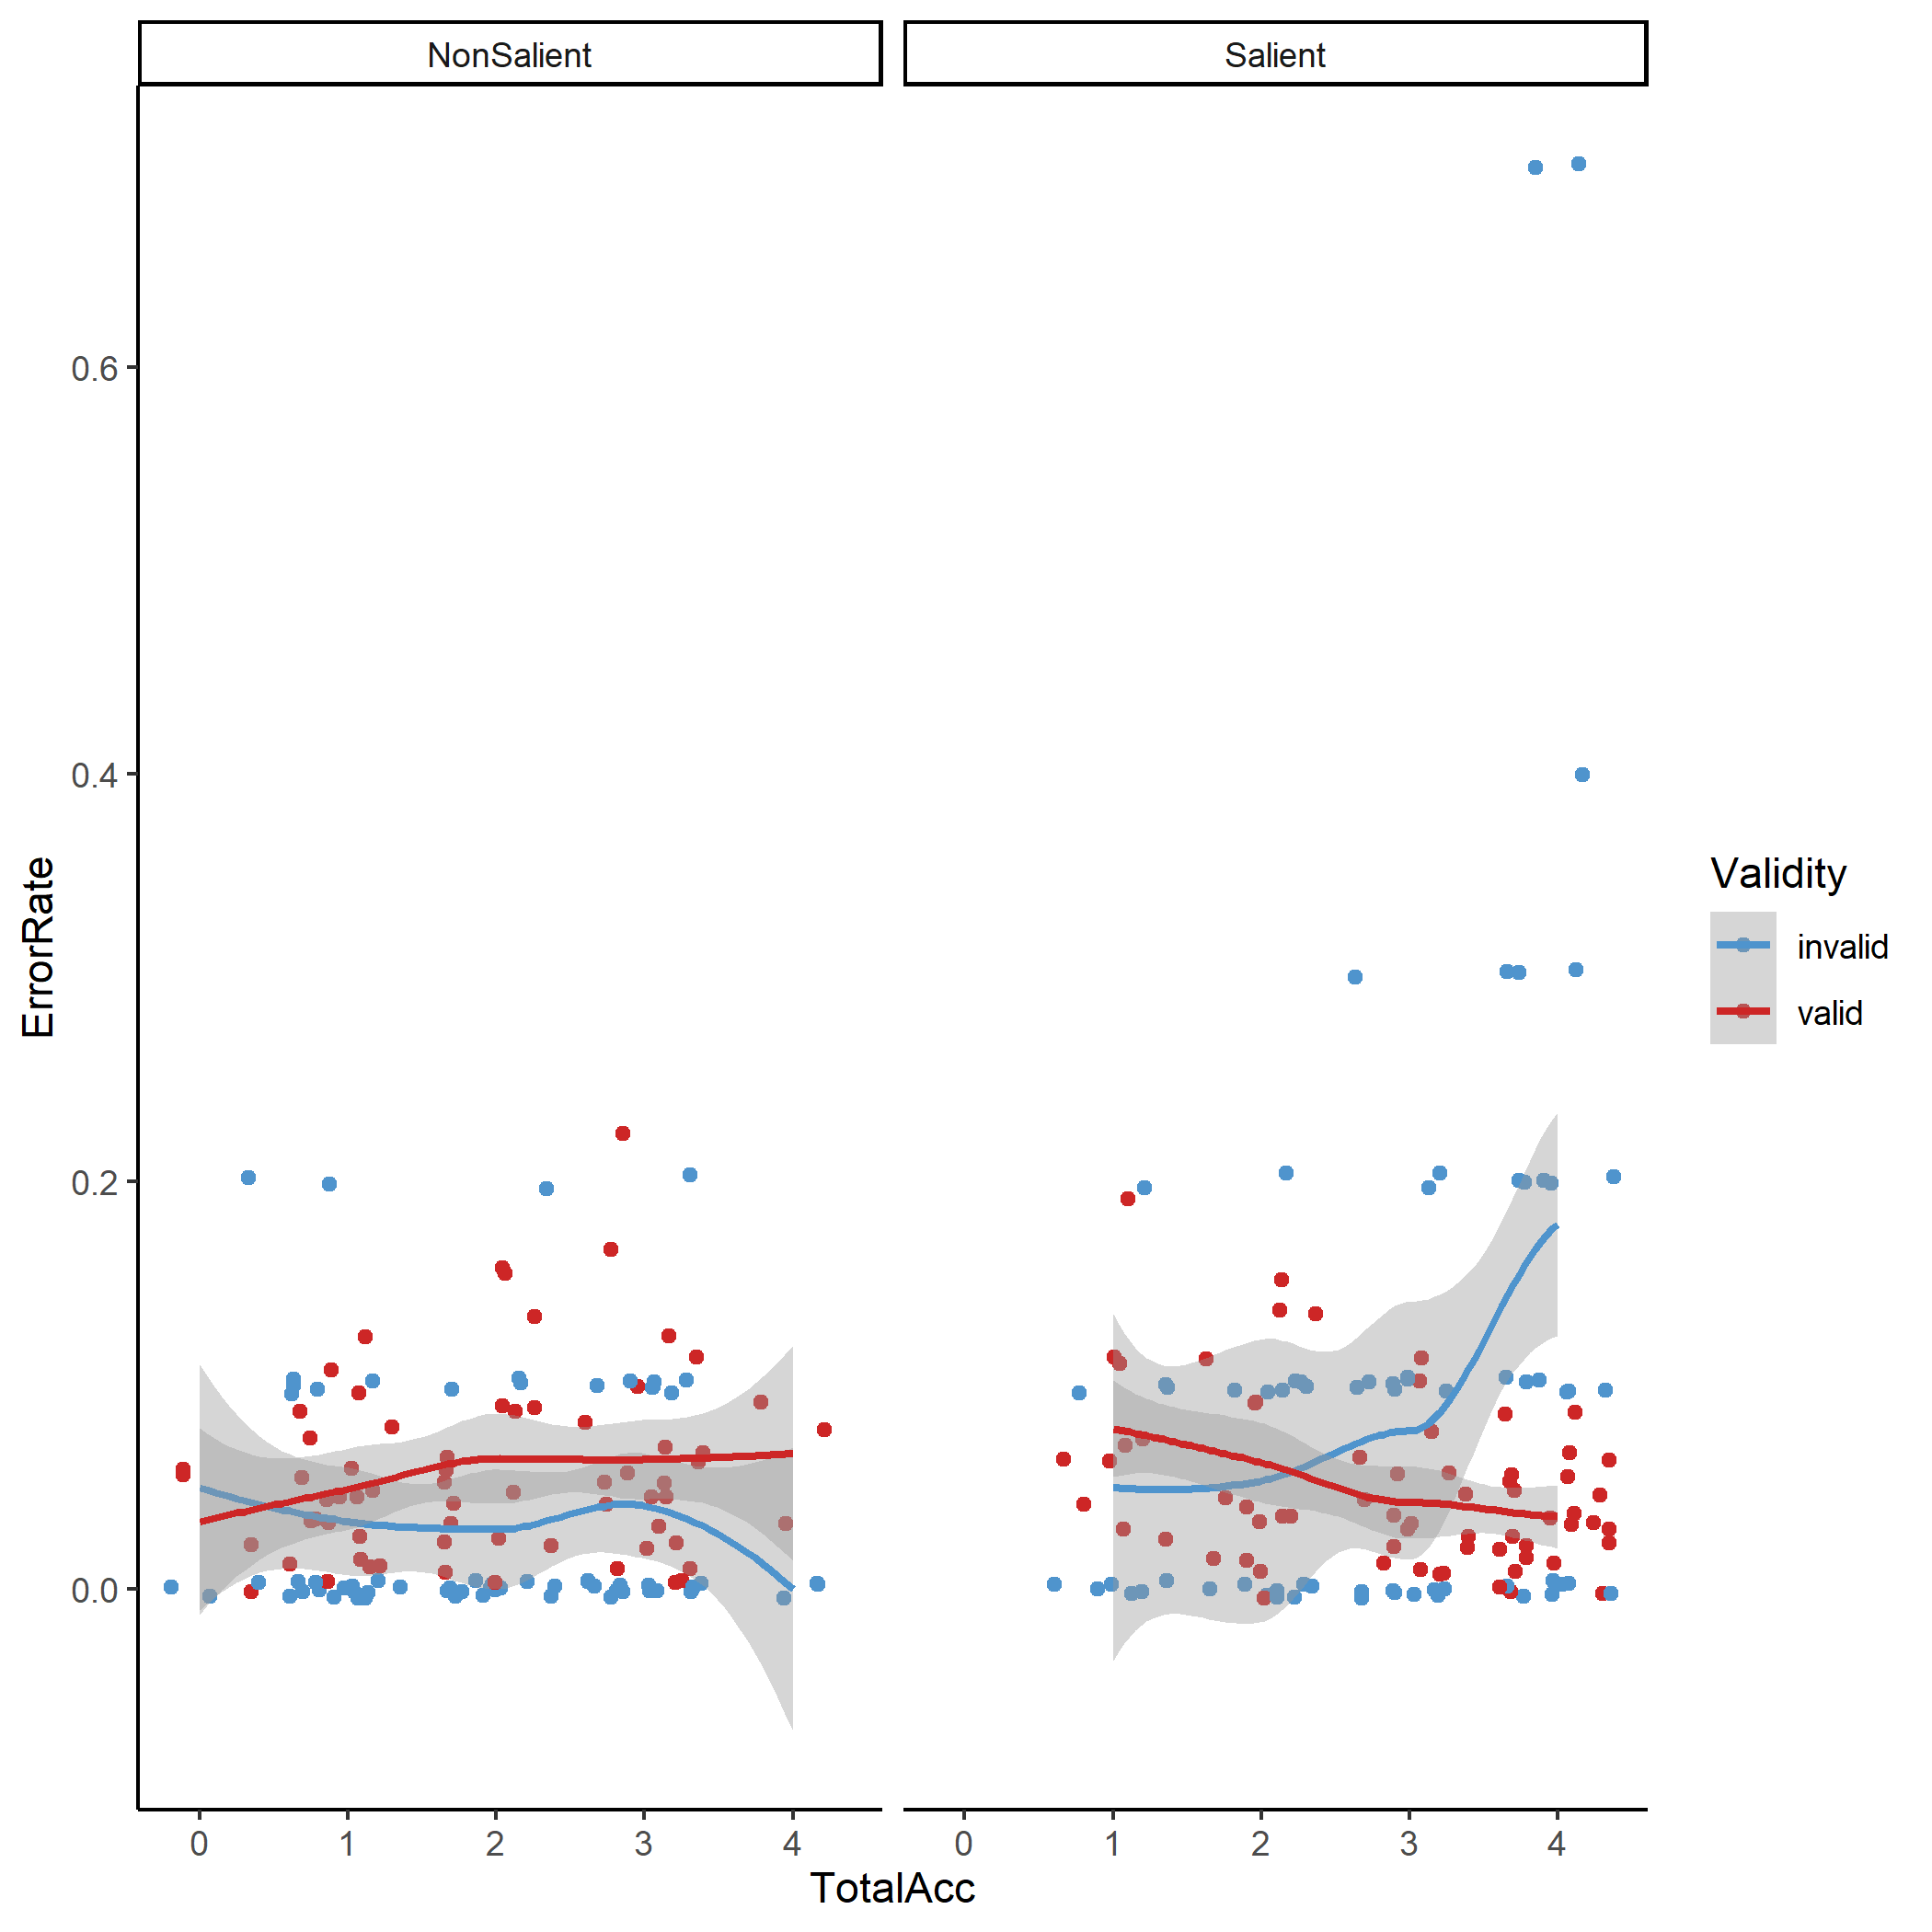 NonSalient
Salient
ErrorRate
0.6
0.4
0.2
0.0
0 1 2 3 4
0 1 2 3 4
TotalAcc
Validity
invalid
valid